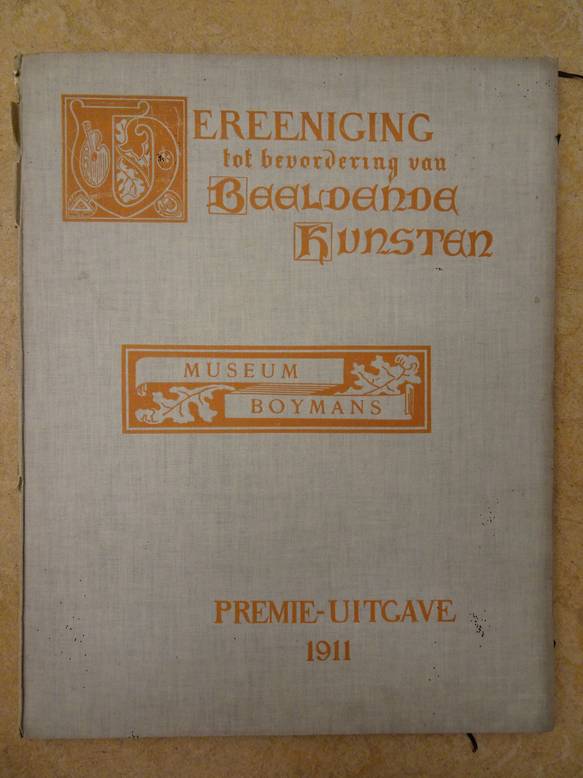 VEREENIGING
tot bevordering van
BEELDENDE
KUNSTEN
MUSEUM
BOYMANS
PREMIE-UITGAVE
1911